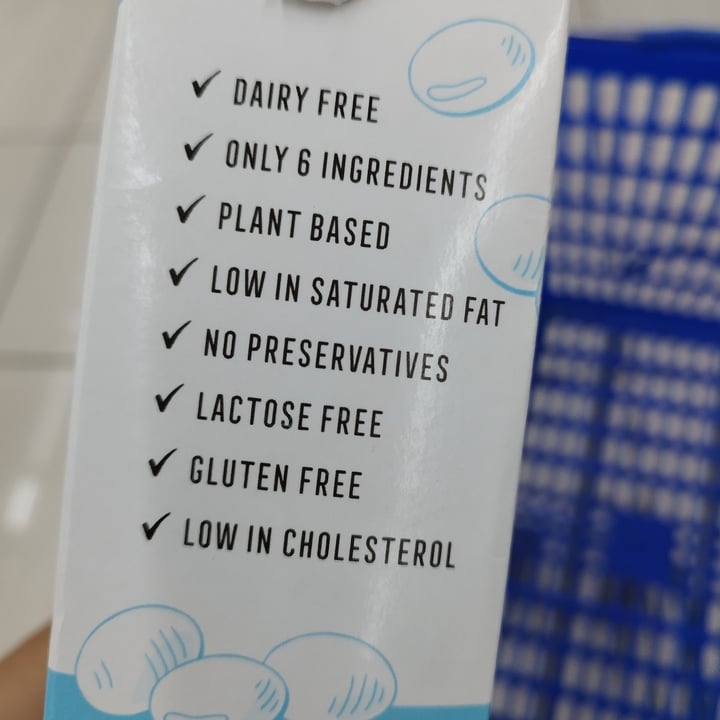 ✓ DAIRY FREE
✓ ONLY 6 INGREDIENTS
✓ PLANT BASED
✓ LOW IN SATURATED FAT
✓ NO PRESERVATIVES
✓ LACTOSE FREE
✓ GLUTEN FREE
✓ LOW IN CHOLESTEROL